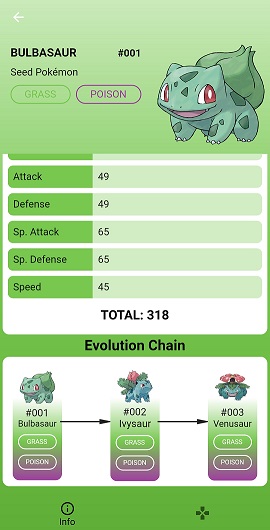 BULBASAUR #001
Seed Pokémon
GRASS POISON
Attack 49
Defense 49
Sp. Attack 65
Sp. Defense 65
Speed 45
TOTAL: 318
Evolution Chain
#001 #002 #003
Bulbasaur Ivysaur Venusaur
GRASS GRASS GRASS
POISON POISON POISON
Info